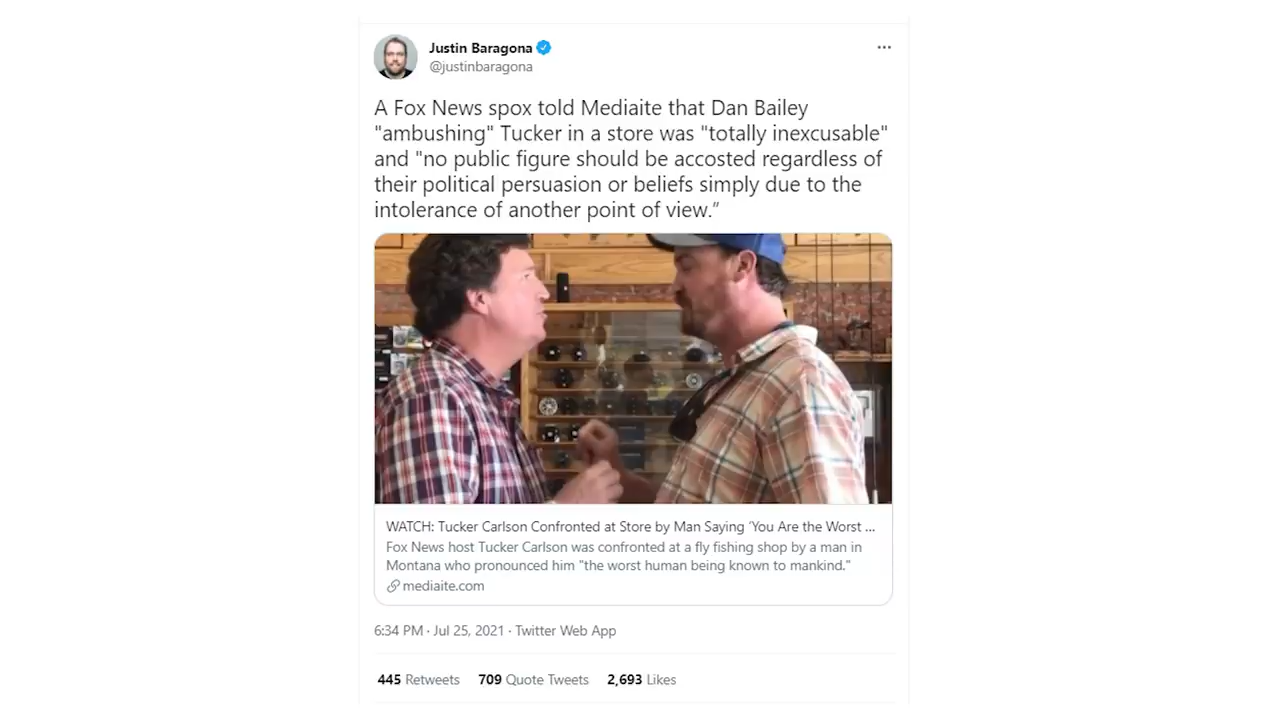 Justin Baragona
@justinbaragona
A Fox News spox told Mediaite that Dan Bailey
"ambushing" Tucker in a store was "totally inexcusable"
and "no public figure should be accosted regardless of
their political persuasion or beliefs simply due to the
intolerance of another point of view.”
WATCH: Tucker Carlson Confronted at Store by Man Saying ‘You Are the Worst ...
Fox News host Tucker Carlson was confronted at a fly fishing shop by a man in
Montana who pronounced him "the worst human being known to mankind."
mediaite.com
6:34 PM · Jul 25, 2021 · Twitter Web App
445 Retweets 709 Quote Tweets 2,693 Likes